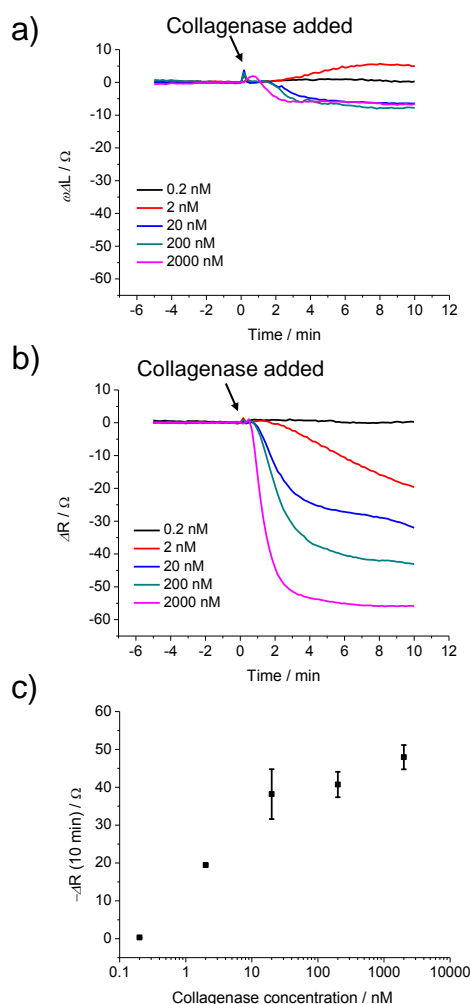 a)
Collagenase added
10
0
-10
-20
-30
-40
-50
-60
ωΔL / Ω
0.2 nM
2 nM
20 nM
200 nM
2000 nM
-6 -4 -2 0 2 4 6 8 10 12
Time / min
b)
Collagenase added
10
0
-10
-20
-30
-40
-50
-60
ΔR / Ω
0.2 nM
2 nM
20 nM
200 nM
2000 nM
-6 -4 -2 0 2 4 6 8 10 12
Time / min
c)
60
50
40
30
20
10
0
−ΔR (10 min) / Ω
0.1 1 10 100 1000 10000
Collagenase concentration / nM